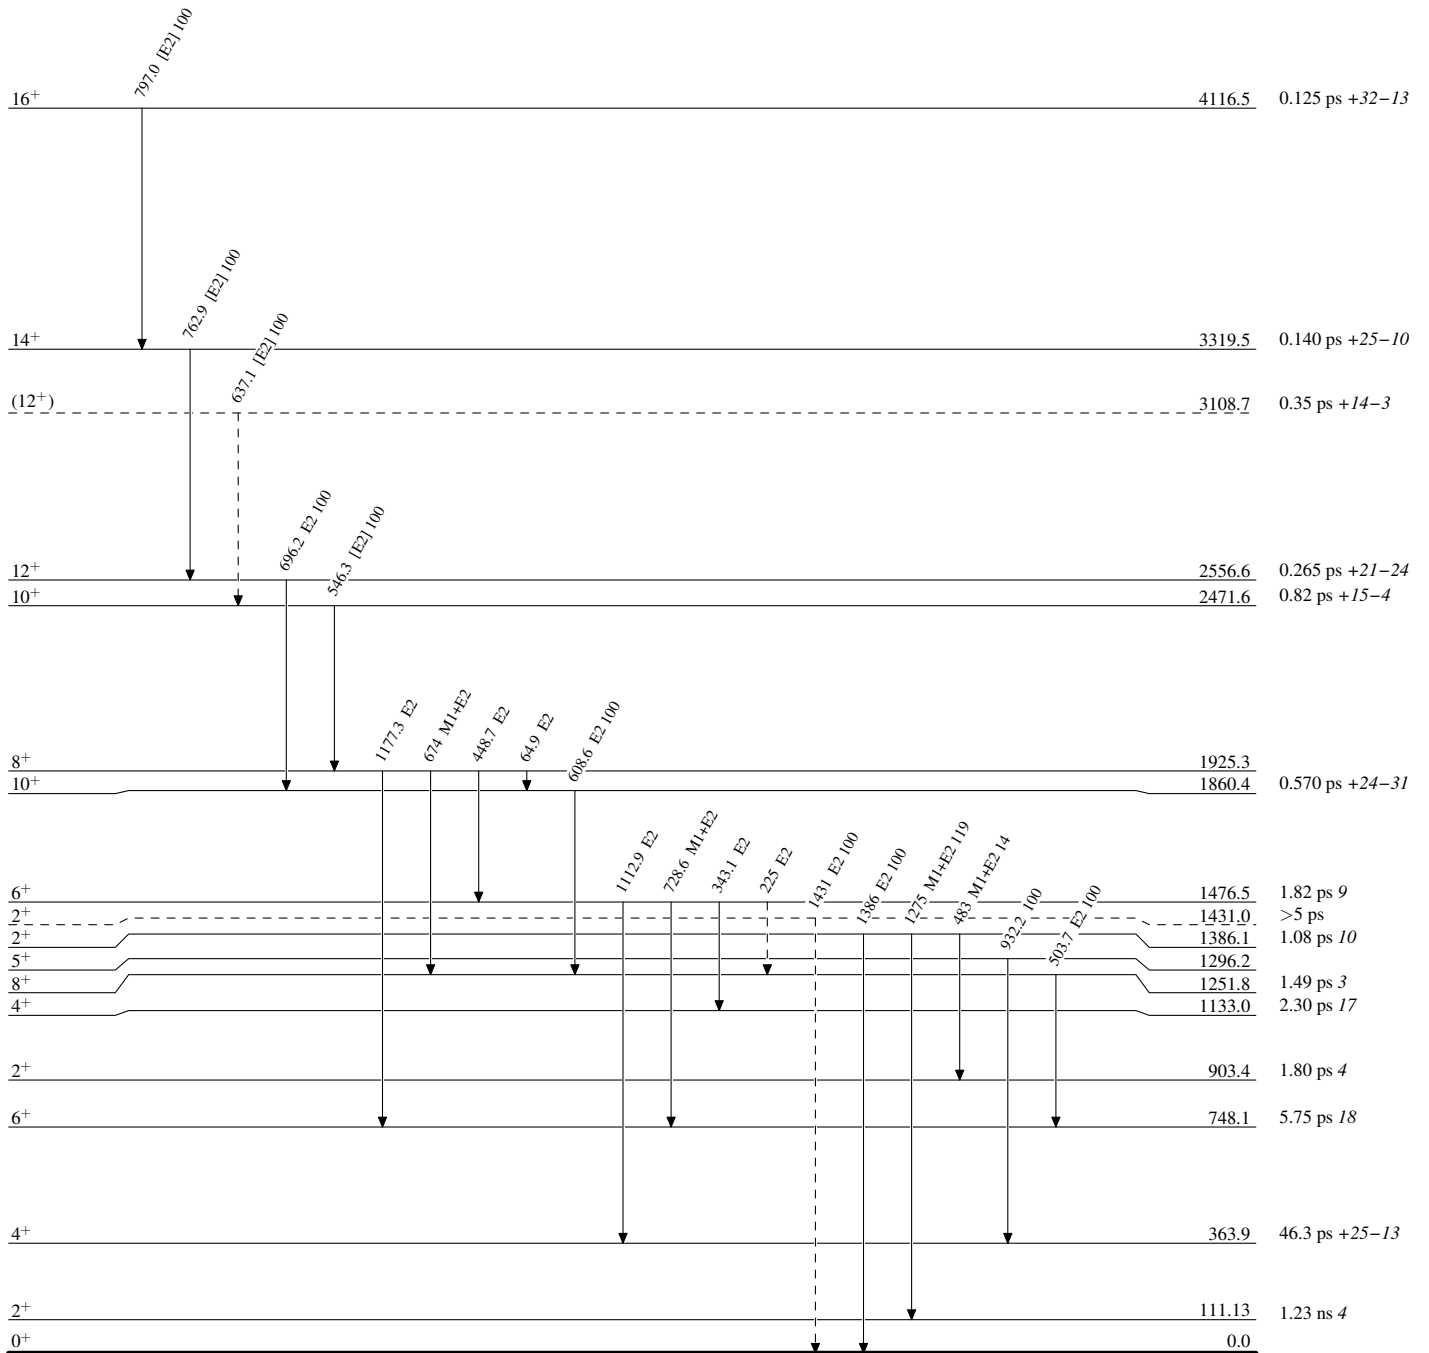 797.0 [E2] 100
16⁺ 4116.5 0.125 ps +32−13
762.9 [E2] 100
14⁺ 3319.5 0.140 ps +25−10
637.1 [E2] 100
(12⁺) 3108.7 0.35 ps +14−3
696.2 E2 100
546.3 [E2] 100
12⁺ 2556.6 0.265 ps +21−24
10⁺ 2471.6 0.82 ps +15−4
1177.3 E2
674 M1+E2
448.7 E2
64.9 E2
608.6 E2 100
8⁺ 1925.3
10⁺ 1860.4 0.570 ps +24−31
1112.9 E2
728.6 M1+E2
343.1 E2
225 E2
1431 E2 100
1386 E2 100
1275 M1+E2 119
483 M1+E2 14
932.2 100
503.7 E2 100
6⁺ 1476.5 1.82 ps 9
2⁺ 1431.0 >5 ps
2⁺ 1386.1 1.08 ps 10
5⁺ 1296.2
8⁺ 1251.8 1.49 ps 3
4⁺ 1133.0 2.30 ps 17
2⁺ 903.4 1.80 ps 4
6⁺ 748.1 5.75 ps 18
4⁺ 363.9 46.3 ps +25−13
2⁺ 111.13 1.23 ns 4
0⁺ 0.0